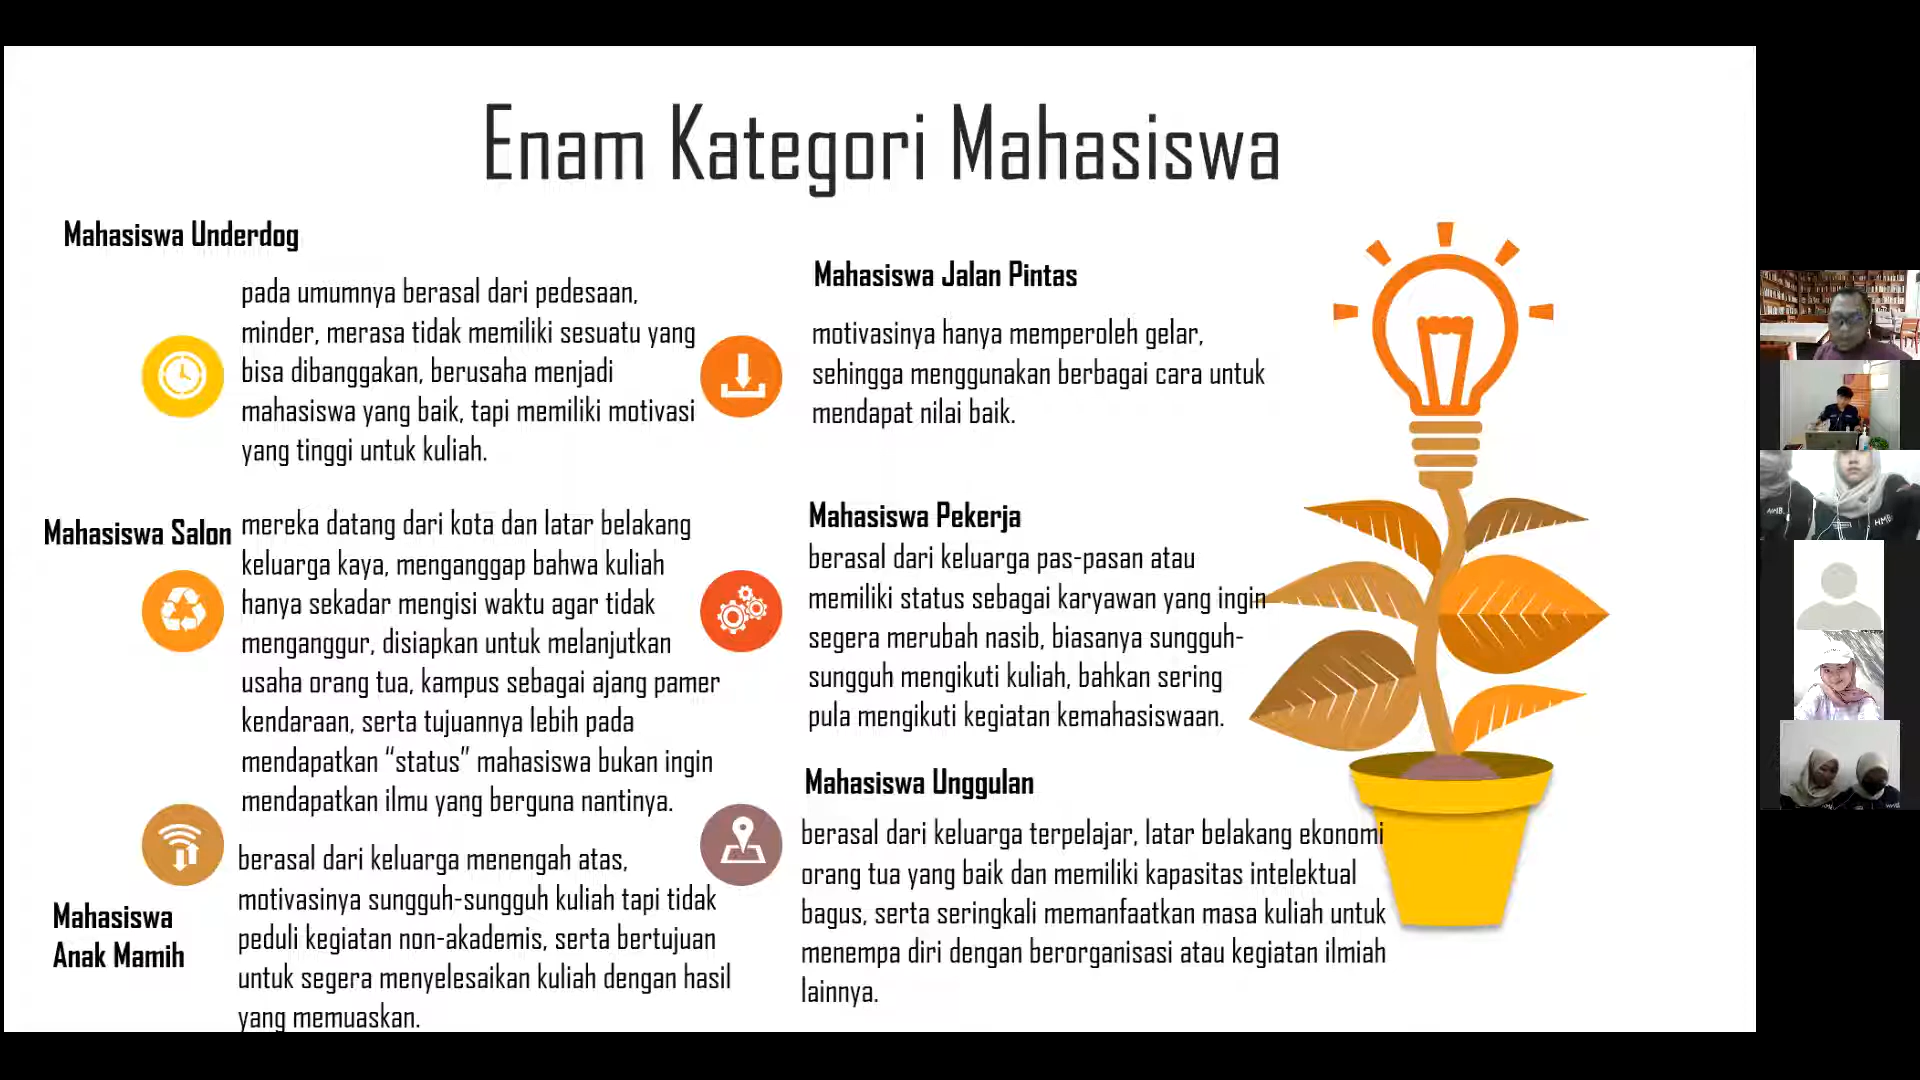 Enam Kategori Mahasiswa
Mahasiswa Underdog
pada umumnya berasal dari pedesaan,
minder, merasa tidak memiliki sesuatu yang
bisa dibanggakan, berusaha menjadi
mahasiswa yang baik, tapi memiliki motivasi
yang tinggi untuk kuliah.
Mahasiswa Salon
mereka datang dari kota dan latar belakang
keluarga kaya, menganggap bahwa kuliah
hanya sekadar mengisi waktu agar tidak
menganggur, disiapkan untuk melanjutkan
usaha orang tua, kampus sebagai ajang pamer
kendaraan, serta tujuannya lebih pada
mendapatkan “status” mahasiswa bukan ingin
mendapatkan ilmu yang berguna nantinya.
Mahasiswa
Anak Mamih
berasal dari keluarga menengah atas,
motivasinya sungguh-sungguh kuliah tapi tidak
peduli kegiatan non-akademis, serta bertujuan
untuk segera menyelesaikan kuliah dengan hasil
yang memuaskan.
Mahasiswa Jalan Pintas
motivasinya hanya memperoleh gelar,
sehingga menggunakan berbagai cara untuk
mendapat nilai baik.
Mahasiswa Pekerja
berasal dari keluarga pas-pasan atau
memiliki status sebagai karyawan yang ingin
segera merubah nasib, biasanya sungguh-
sungguh mengikuti kuliah, bahkan sering
pula mengikuti kegiatan kemahasiswaan.
Mahasiswa Unggulan
berasal dari keluarga terpelajar, latar belakang ekonomi
orang tua yang baik dan memiliki kapasitas intelektual
bagus, serta seringkali memanfaatkan masa kuliah untuk
menempa diri dengan berorganisasi atau kegiatan ilmiah
lainnya.